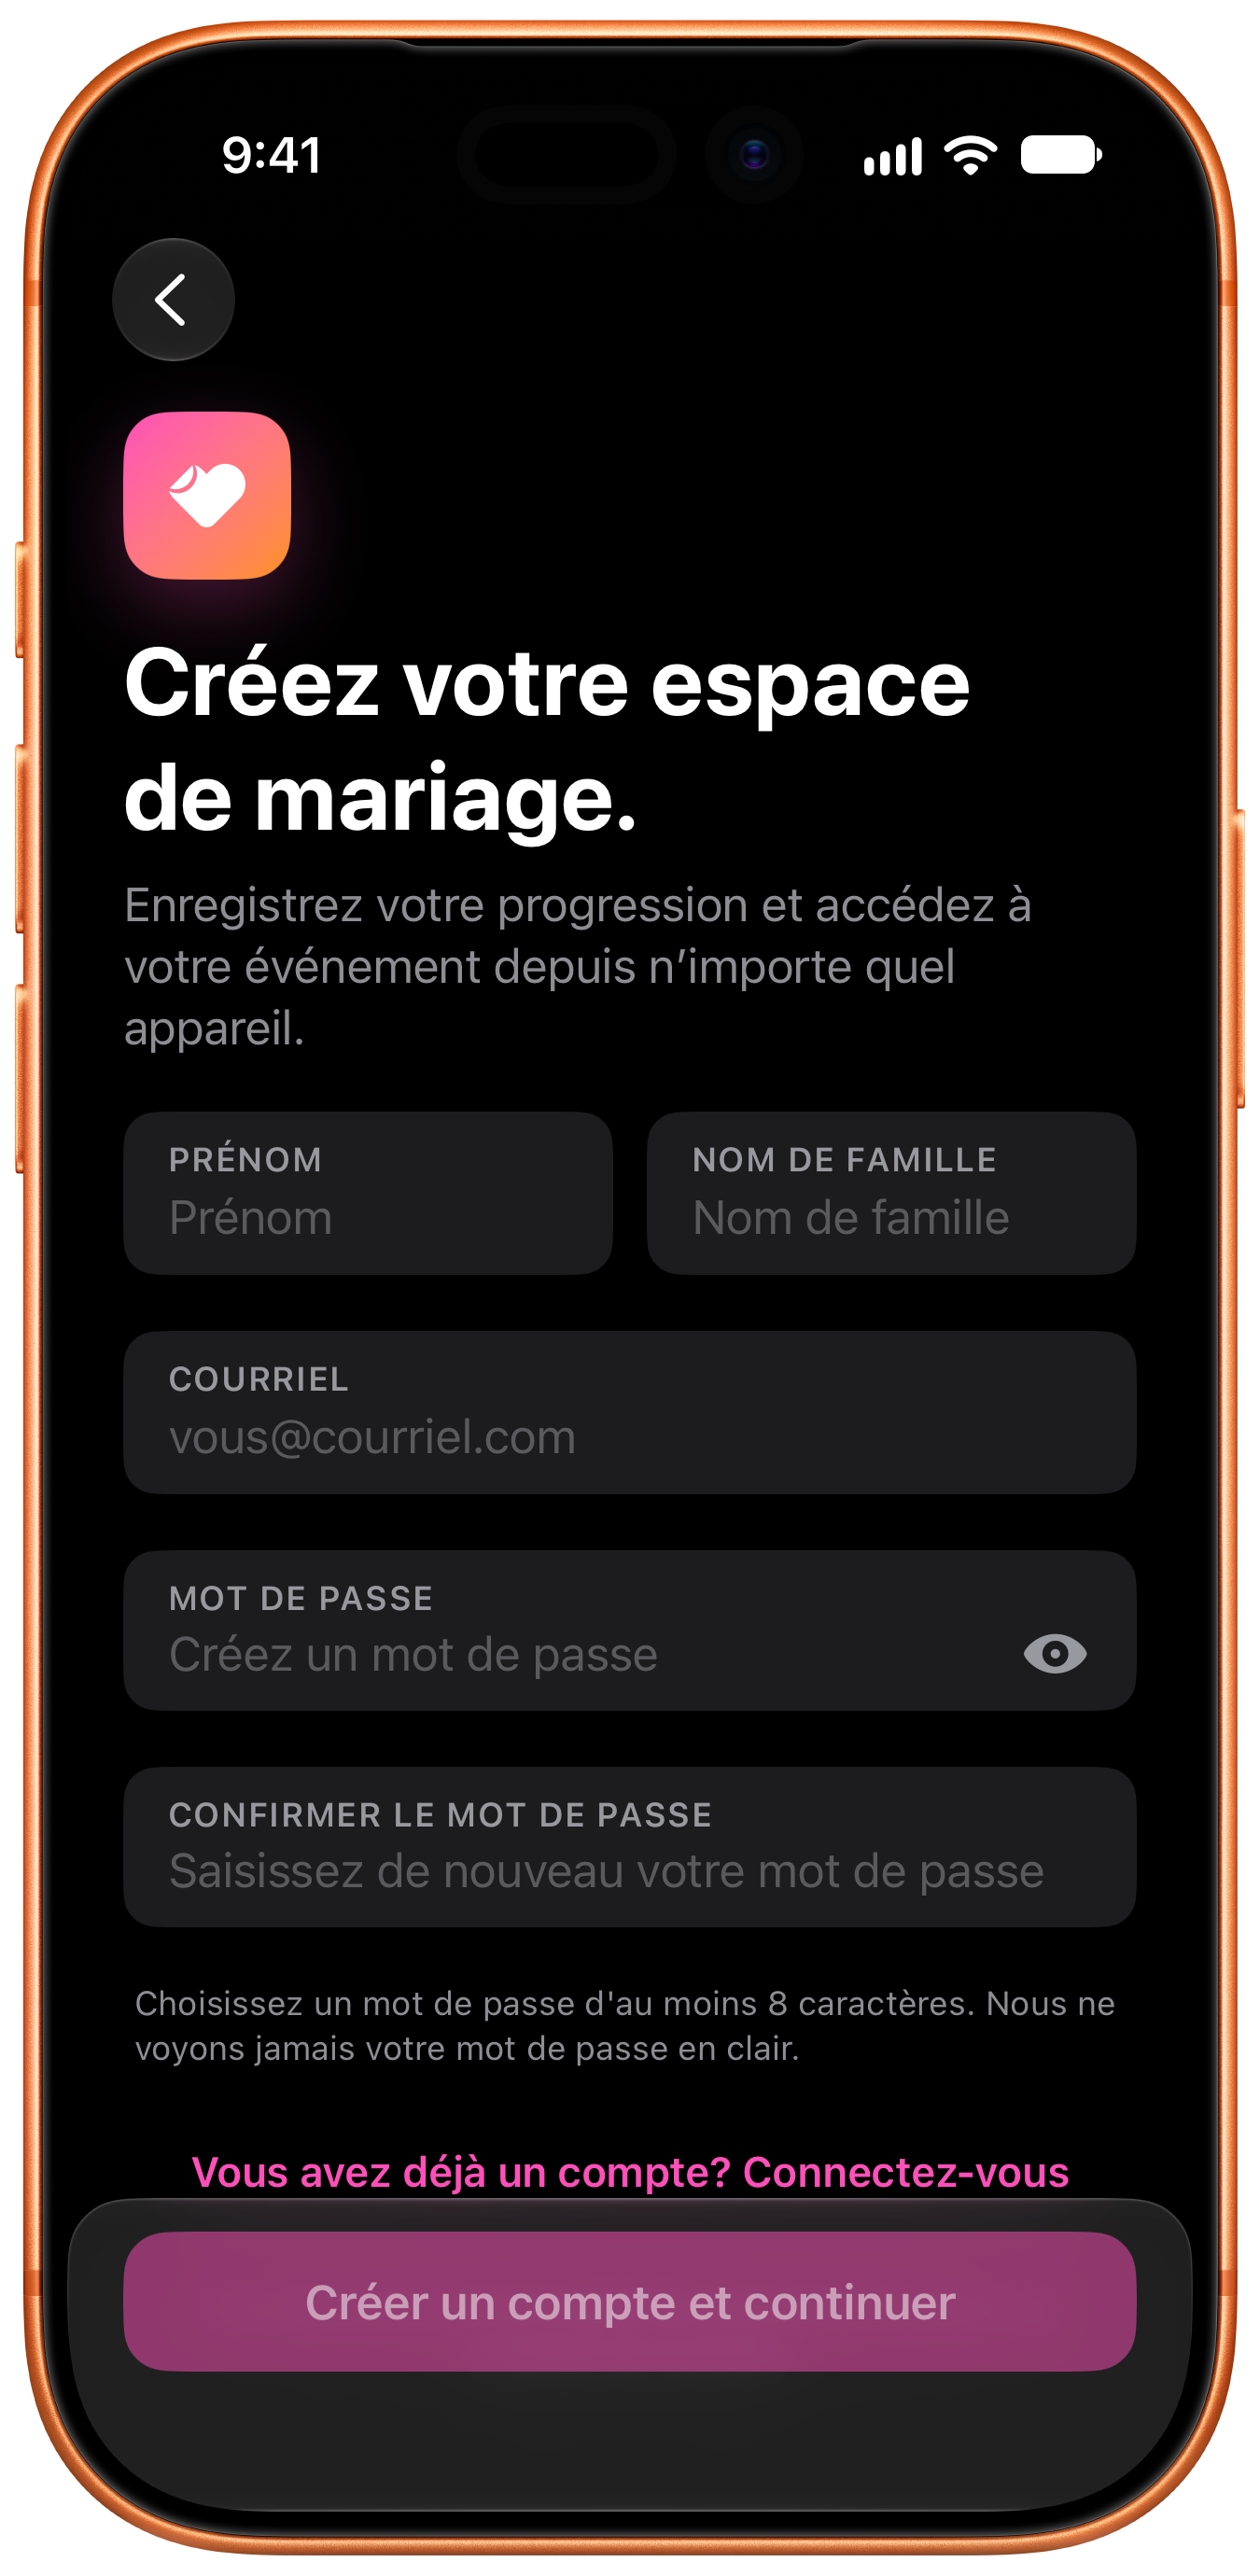 9:41
Créez votre espace
de mariage.
Enregistrez votre progression et accédez à
votre événement depuis n’importe quel
appareil.
PRÉNOM
Prénom
NOM DE FAMILLE
Nom de famille
COURRIEL
vous@courriel.com
MOT DE PASSE
Créez un mot de passe
CONFIRMER LE MOT DE PASSE
Saisissez de nouveau votre mot de passe
Choisissez un mot de passe d'au moins 8 caractères. Nous ne
voyons jamais votre mot de passe en clair.
Vous avez déjà un compte? Connectez-vous
Créer un compte et continuer